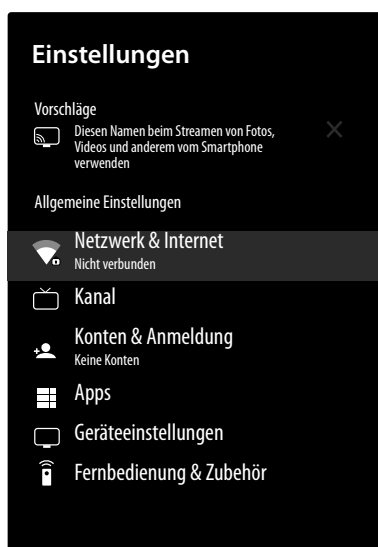 Einstellungen
Vorschläge
Diesen Namen beim Streamen von Fotos,
Videos und anderem vom Smartphone
verwenden
Allgemeine Einstellungen
Netzwerk & Internet
Nicht verbunden
Kanal
Konten & Anmeldung
Keine Konten
Apps
Geräteeinstellungen
Fernbedienung & Zubehör